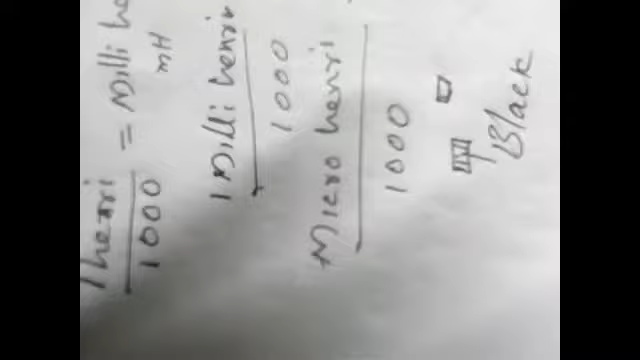 1 henri = Milli he
1000 mH
1 Milli henri
1000
Micro henri
1000
Black